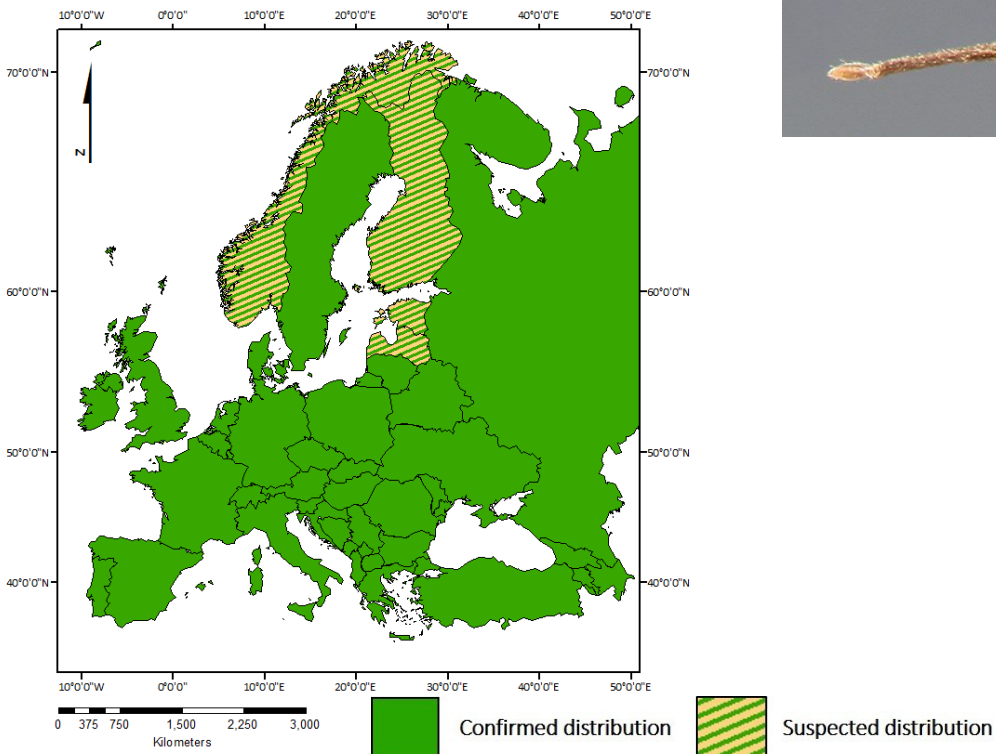 10°0'0"W 0°0'0" 10°0'0"E 20°0'0"E 30°0'0"E 40°0'0"E 50°0'0"E
70°0'0"N 70°0'0"N
N
60°0'0"N 60°0'0"N
50°0'0"N 50°0'0"N
40°0'0"N 40°0'0"N
10°0'0"W 0°0'0" 10°0'0"E 20°0'0"E 30°0'0"E 40°0'0"E 50°0'0"E
0 375 750 1,500 2,250 3,000
Kilometers
Confirmed distribution Suspected distribution